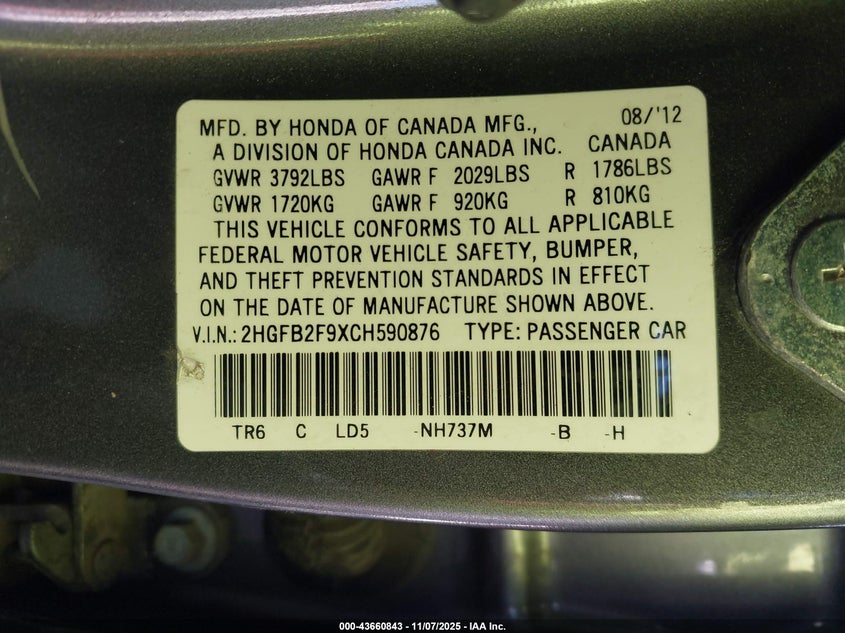 MFD. BY HONDA OF CANADA MFG., 08/'12
A DIVISION OF HONDA CANADA INC. CANADA
GVWR 3792LBS GAWR F 2029LBS R 1786LBS
GVWR 1720KG GAWR F 920KG R 810KG
THIS VEHICLE CONFORMS TO ALL APPLICABLE
FEDERAL MOTOR VEHICLE SAFETY, BUMPER,
AND THEFT PREVENTION STANDARDS IN EFFECT
ON THE DATE OF MANUFACTURE SHOWN ABOVE.
V.I.N.: 2HGFB2F9XCH590876 TYPE: PASSENGER CAR
TR6 C LD5 -NH737M -B -H
000-43660843 - 11/07/2025 - IAA Inc.